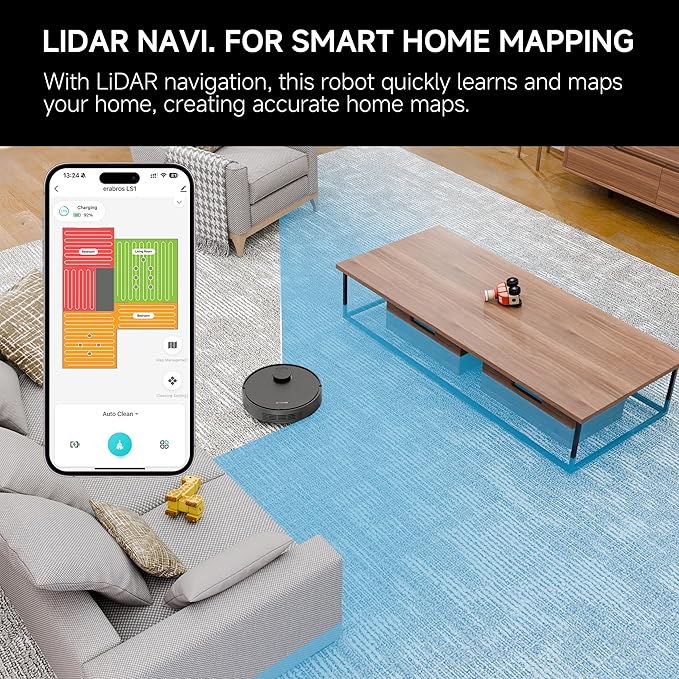 LIDAR NAVI. FOR SMART HOME MAPPING
With LiDAR navigation, this robot quickly learns and maps
your home, creating accurate home maps.
13:24
erabros LS1
Charging
92%
Bedroom
Living Room
Bedroom
Map Management
Cleaning Settings
Auto Clean